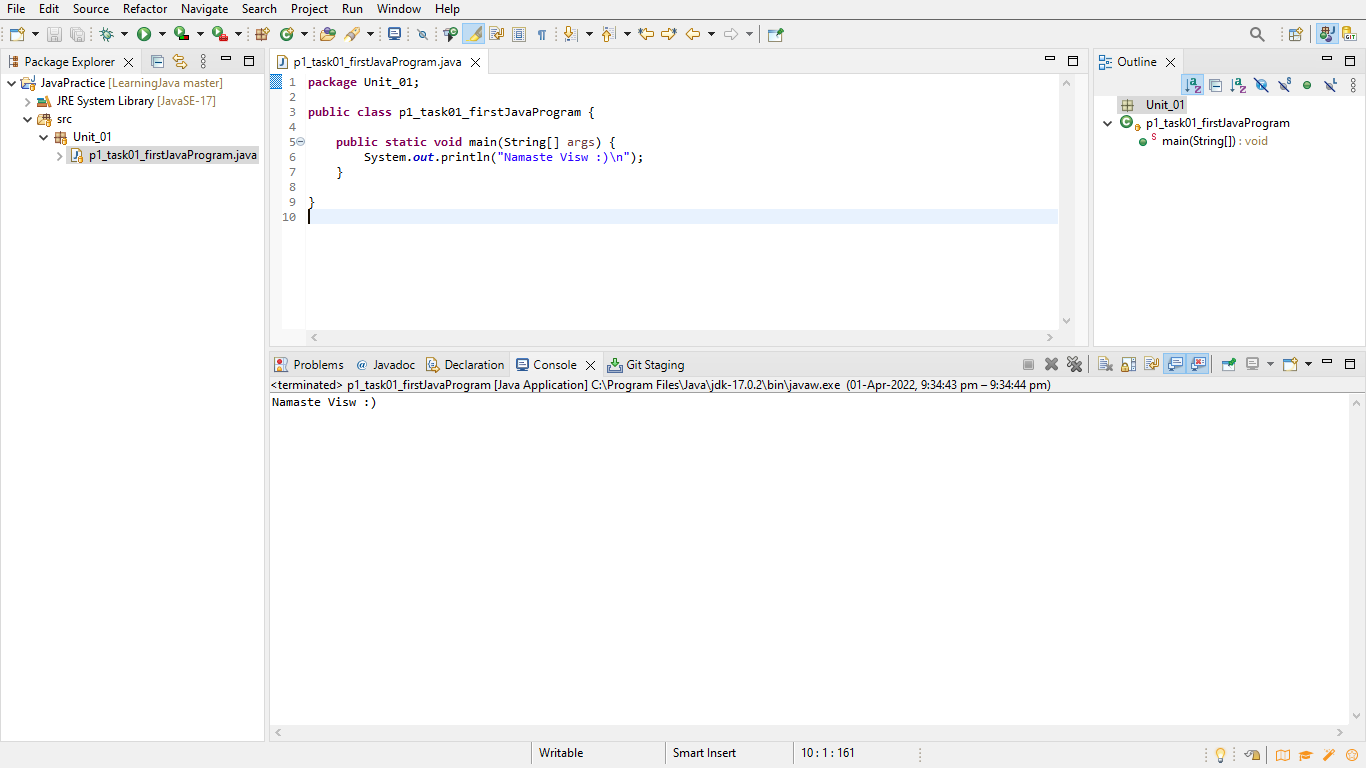 File Edit Source Refactor Navigate Search Project Run Window Help
Package Explorer
JavaPractice [LearningJava master]
JRE System Library [JavaSE-17]
src
Unit_01
p1_task01_firstJavaProgram.java
p1_task01_firstJavaProgram.java
1 package Unit_01;
2
3 public class p1_task01_firstJavaProgram {
4
5 public static void main(String[] args) {
6 System.out.println("Namaste Visw :)\n");
7 }
8
9 }
10
Outline
Unit_01
p1_task01_firstJavaProgram
main(String[]) : void
Problems Javadoc Declaration Console Git Staging
<terminated> p1_task01_firstJavaProgram [Java Application] C:\Program Files\Java\jdk-17.0.2\bin\javaw.exe (01-Apr-2022, 9:34:43 pm – 9:34:44 pm)
Namaste Visw :)
Writable Smart Insert 10 : 1 : 161